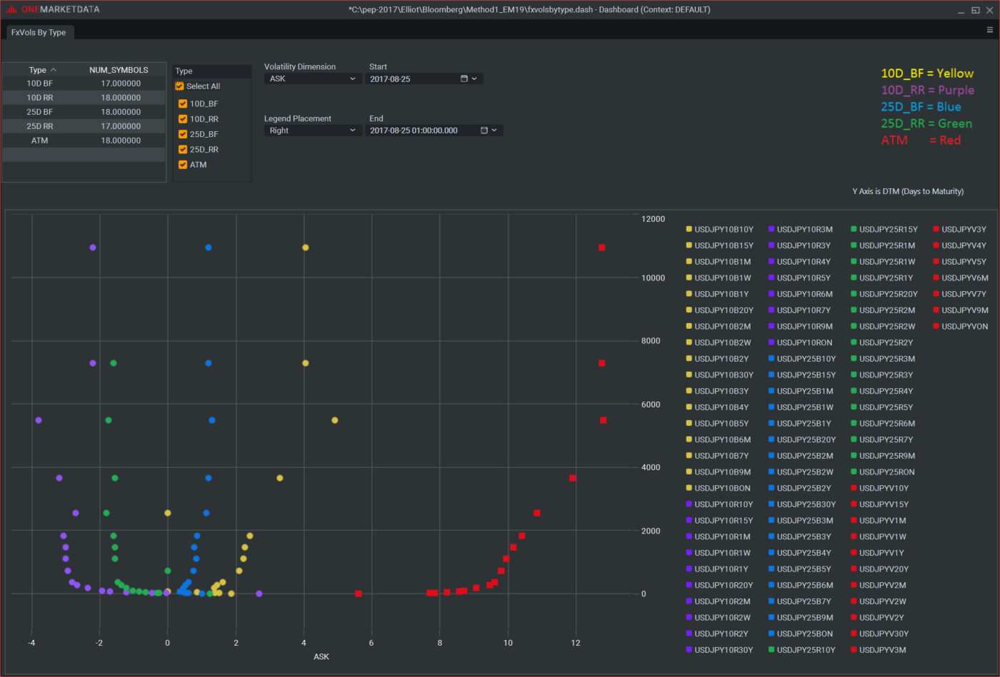 ONEMARKETDATA
*C:\pep-2017\Elliot\Bloomberg\Method1_EM19\fxvolsbytype.dash - Dashboard (Context: DEFAULT)
FxVols By Type
Type NUM_SYMBOLS
10D BF 17.000000
10D RR 18.000000
25D BF 18.000000
25D RR 17.000000
ATM 18.000000
Type
Select All
10D_BF
10D_RR
25D_BF
25D_RR
ATM
Volatility Dimension
ASK
Start
2017-08-25
Legend Placement
Right
End
2017-08-25 01:00:00.000
10D_BF = Yellow
10D_RR = Purple
25D_BF = Blue
25D_RR = Green
ATM = Red
Y Axis is DTM (Days to Maturity)
12000
10000
8000
6000
4000
2000
0
-4 -2 0 2 4 6 8 10 12
ASK
USDJPY10B10Y USDJPY10R3M USDJPY25R15Y USDJPYV3Y
USDJPY10B15Y USDJPY10R3Y USDJPY25R1M USDJPYV4Y
USDJPY10B1M USDJPY10R4Y USDJPY25R1W USDJPYV5Y
USDJPY10B1W USDJPY10R5Y USDJPY25R1Y USDJPYV6M
USDJPY10B1Y USDJPY10R6M USDJPY25R20Y USDJPYV7Y
USDJPY10B20Y USDJPY10R7Y USDJPY25R2M USDJPYV9M
USDJPY10B2M USDJPY10R9M USDJPY25R2W USDJPYVON
USDJPY10B2W USDJPY10RON USDJPY25R2Y
USDJPY10B2Y USDJPY25B10Y USDJPY25R3M
USDJPY10B30Y USDJPY25B15Y USDJPY25R3Y
USDJPY10B3Y USDJPY25B1M USDJPY25R4Y
USDJPY10B4Y USDJPY25B1W USDJPY25R5Y
USDJPY10B5Y USDJPY25B1Y USDJPY25R6M
USDJPY10B6M USDJPY25B20Y USDJPY25R7Y
USDJPY10B7Y USDJPY25B2M USDJPY25R9M
USDJPY10B9M USDJPY25B2W USDJPY25RON
USDJPY10BON USDJPY25B2Y USDJPYV10Y
USDJPY10R10Y USDJPY25B30Y USDJPYV15Y
USDJPY10R15Y USDJPY25B3M USDJPYV1M
USDJPY10R1M USDJPY25B3Y USDJPYV1W
USDJPY10R1W USDJPY25B4Y USDJPYV1Y
USDJPY10R1Y USDJPY25B5Y USDJPYV20Y
USDJPY10R20Y USDJPY25B6M USDJPYV2M
USDJPY10R2M USDJPY25B7Y USDJPYV2W
USDJPY10R2W USDJPY25B9M USDJPYV2Y
USDJPY10R2Y USDJPY25BON USDJPYV30Y
USDJPY10R30Y USDJPY25R10Y USDJPYV3M